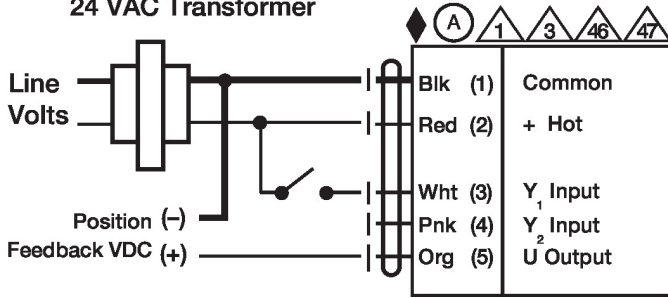 24 VAC Transformer
A 1 3 46 47
Line Volts
Blk (1) Common
Red (2) + Hot
Wht (3) Y1 Input
Position (–)
Pnk (4) Y2 Input
Feedback VDC (+)
Org (5) U Output